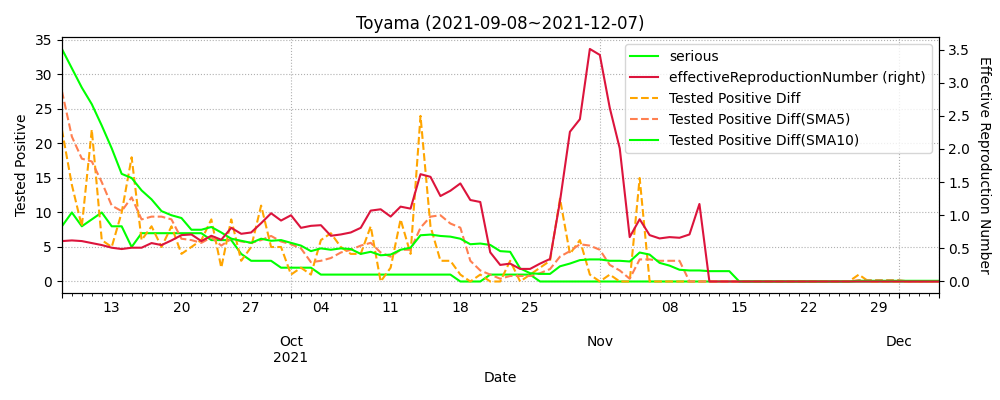 Toyama (2021-09-08~2021-12-07)
35
30
25
20
15
10
5
0
Tested Positive
3.5
3.0
2.5
2.0
1.5
1.0
0.5
0.0
Effective Reproduction Number
serious
effectiveReproductionNumber (right)
Tested Positive Diff
Tested Positive Diff(SMA5)
Tested Positive Diff(SMA10)
13 20 27 04 11 18 25 08 15 22 29
Oct Nov Dec
2021
Date